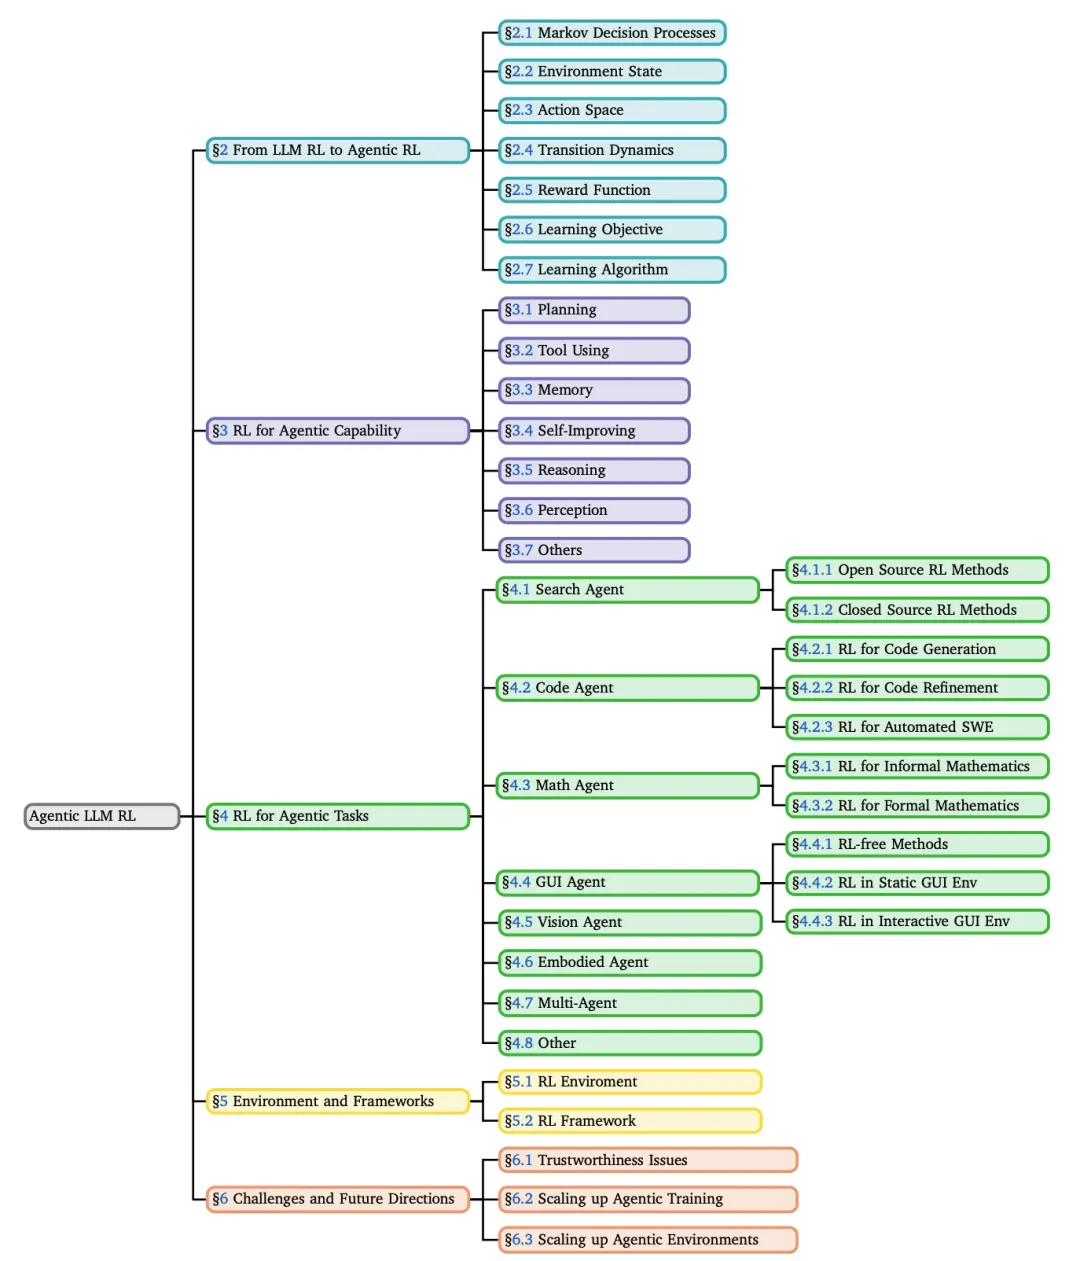 §2.1 Markov Decision Processes
§2.2 Environment State
§2.3 Action Space
§2 From LLM RL to Agentic RL
§2.4 Transition Dynamics
§2.5 Reward Function
§2.6 Learning Objective
§2.7 Learning Algorithm
§3.1 Planning
§3.2 Tool Using
§3.3 Memory
§3 RL for Agentic Capability
§3.4 Self-Improving
§3.5 Reasoning
§3.6 Perception
§3.7 Others
§4.1 Search Agent
§4.1.1 Open Source RL Methods
§4.1.2 Closed Source RL Methods
§4.2 Code Agent
§4.2.1 RL for Code Generation
§4.2.2 RL for Code Refinement
§4.2.3 RL for Automated SWE
§4.3 Math Agent
§4.3.1 RL for Informal Mathematics
§4.3.2 RL for Formal Mathematics
Agentic LLM RL
§4 RL for Agentic Tasks
§4.4 GUI Agent
§4.4.1 RL-free Methods
§4.4.2 RL in Static GUI Env
§4.4.3 RL in Interactive GUI Env
§4.5 Vision Agent
§4.6 Embodied Agent
§4.7 Multi-Agent
§4.8 Other
§5 Environment and Frameworks
§5.1 RL Enviroment
§5.2 RL Framework
§6 Challenges and Future Directions
§6.1 Trustworthiness Issues
§6.2 Scaling up Agentic Training
§6.3 Scaling up Agentic Environments